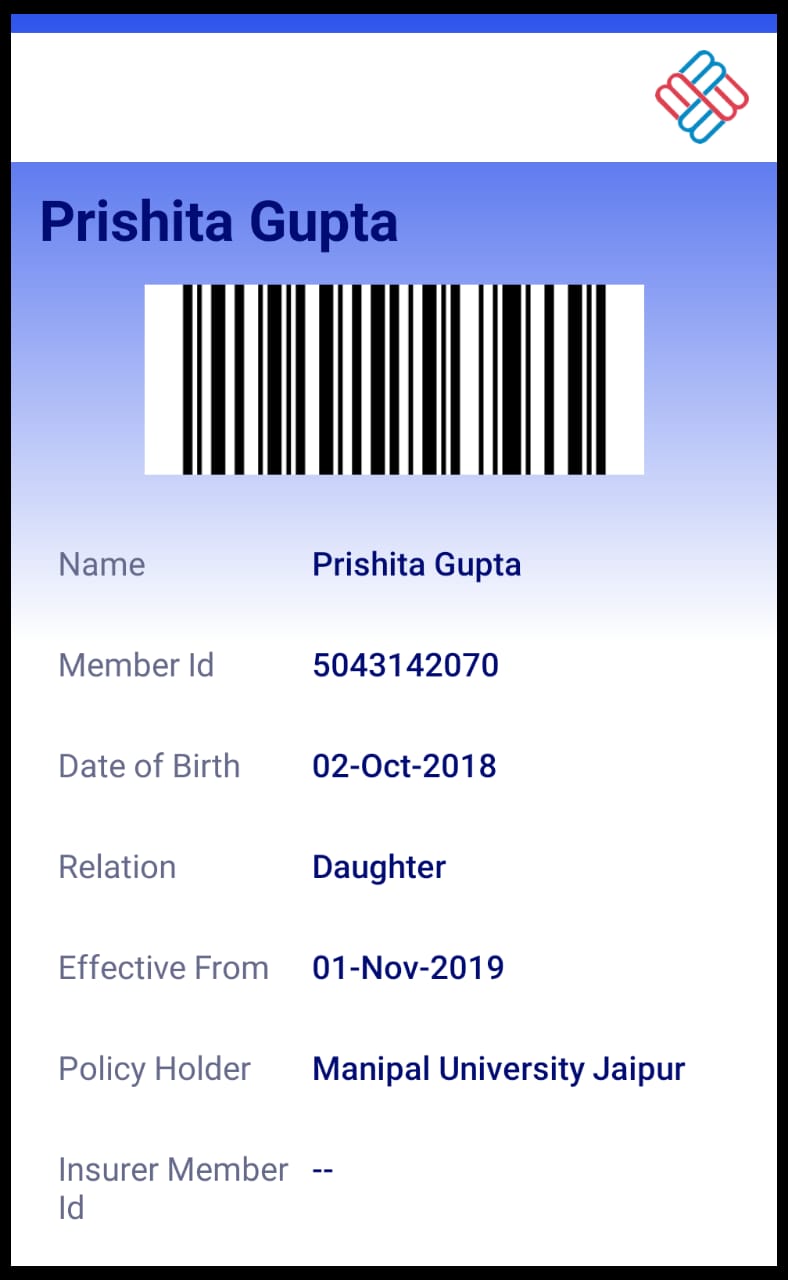 Prishita Gupta
Name Prishita Gupta
Member Id 5043142070
Date of Birth 02-Oct-2018
Relation Daughter
Effective From 01-Nov-2019
Policy Holder Manipal University Jaipur
Insurer Member --
Id